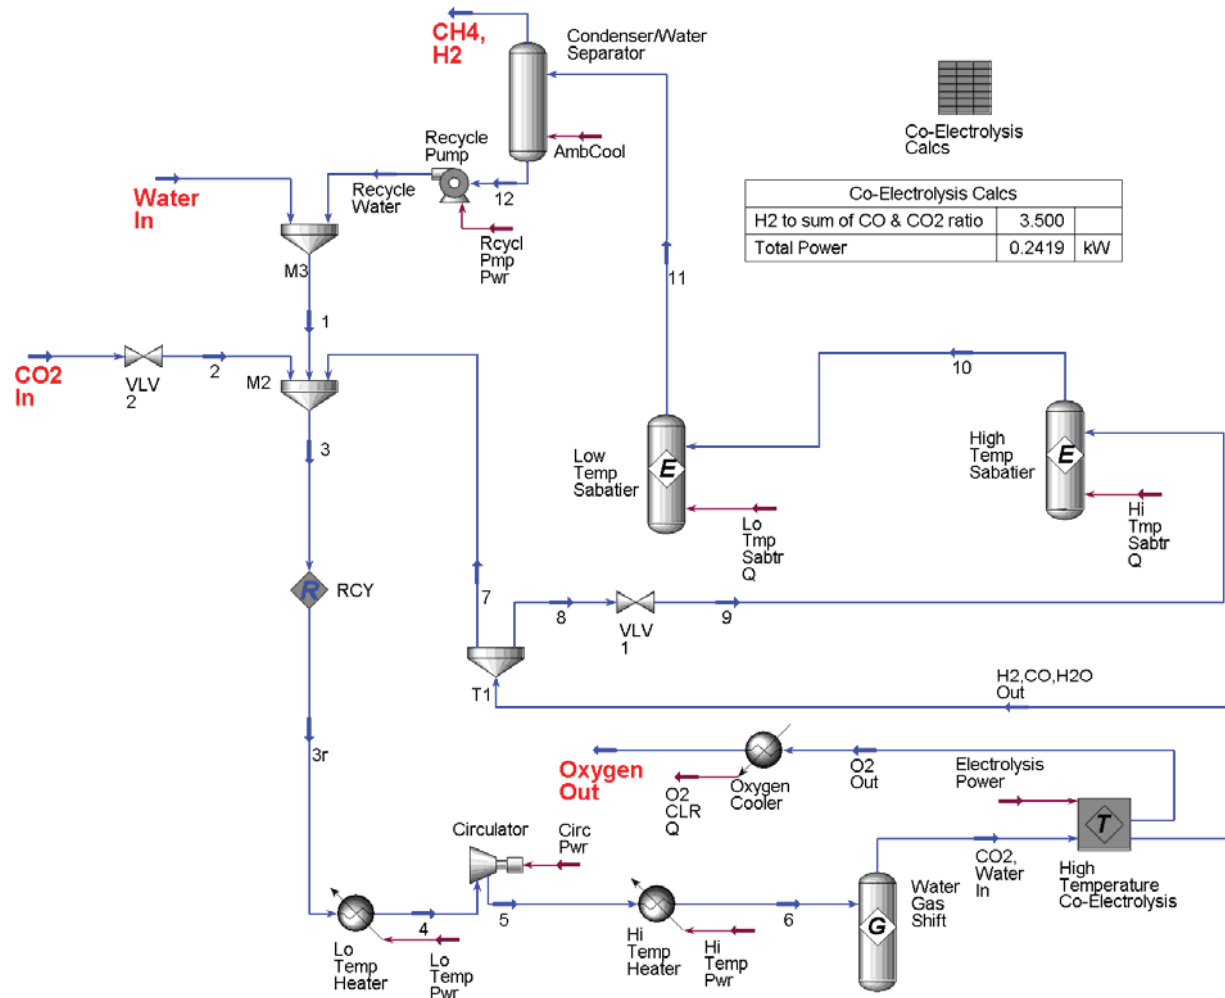 CH4,
H2
Condenser/Water
Separator
Co-Electrolysis
Calcs
Recycle
Pump
AmbCool
Water
In
Recycle
Water
12
Rcycl
Pmp
Pwr
Co-Electrolysis Calcs
H2 to sum of CO & CO2 ratio 3.500
Total Power 0.2419 kW
M3
11
1
CO2
In
VLV
2
2
M2
10
3
Low
Temp
Sabatier
E
High
Temp
Sabatier
E
Lo
Tmp
Sabtr
Q
Hi
Tmp
Sabtr
Q
R
RCY
7
8
VLV
1
9
T1
H2,CO,H2O
Out
3r
Oxygen
Out
O2
CLR
Q
Oxygen
Cooler
O2
Out
Electrolysis
Power
T
High
Temperature
Co-Electrolysis
Circulator
Circ
Pwr
CO2,
Water
In
Water
Gas
Shift
G
Lo
Temp
Heater
4
Lo
Temp
Pwr
5
Hi
Temp
Heater
Hi
Temp
Pwr
6